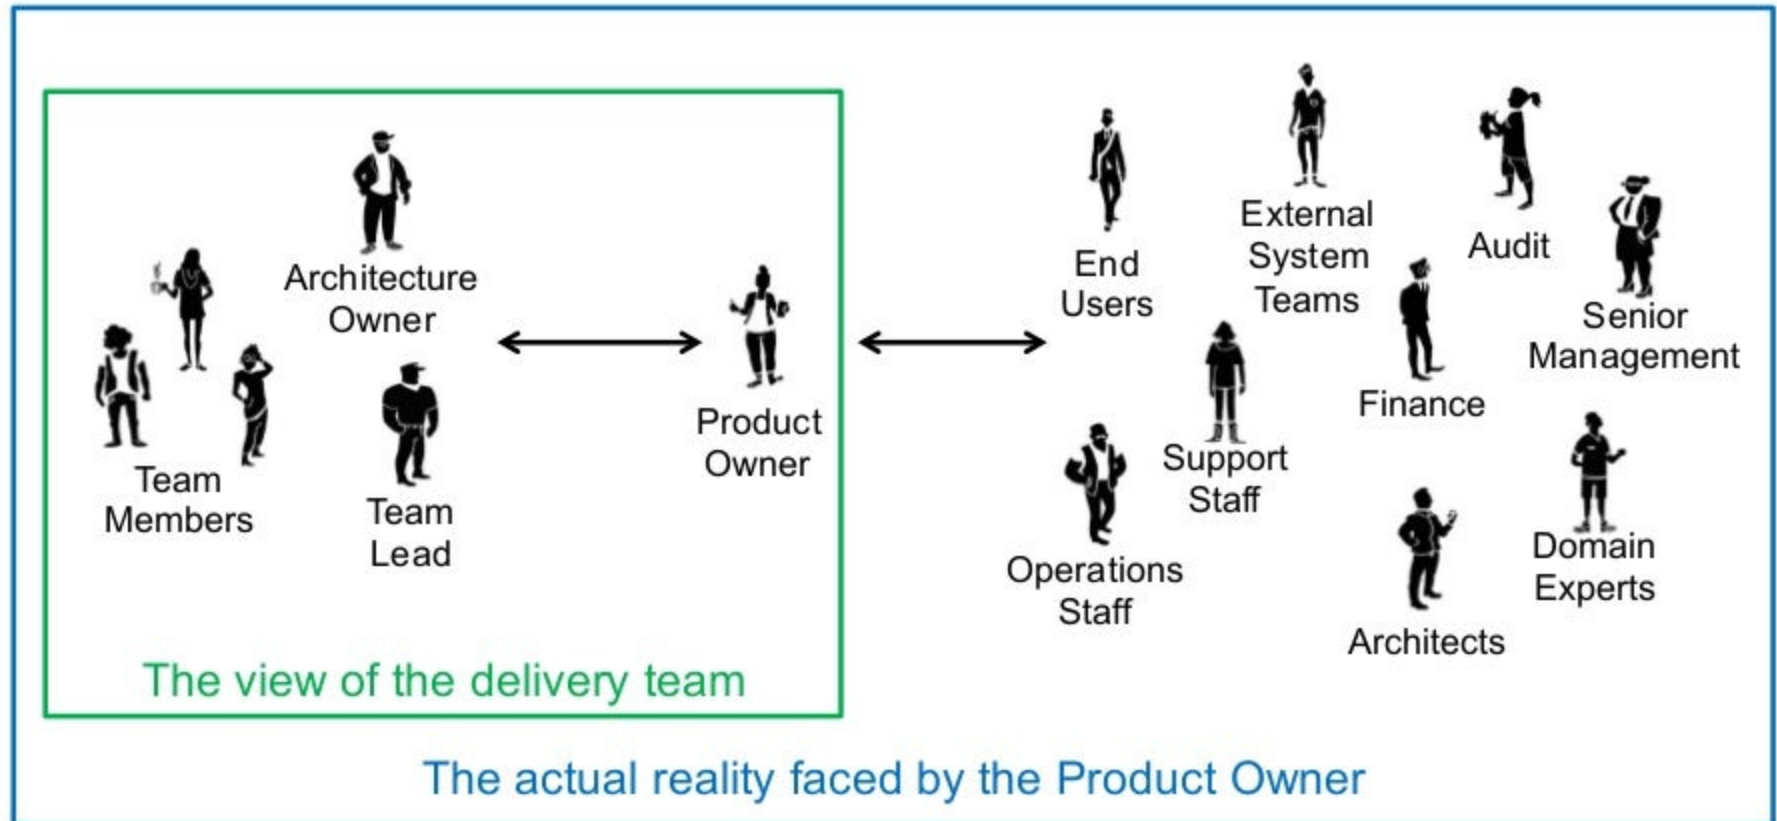 Architecture
Owner
Team
Members
Team
Lead
Product
Owner
The view of the delivery team
End
Users
External
System
Teams
Audit
Senior
Management
Finance
Support
Staff
Operations
Staff
Domain
Experts
Architects
The actual reality faced by the Product Owner